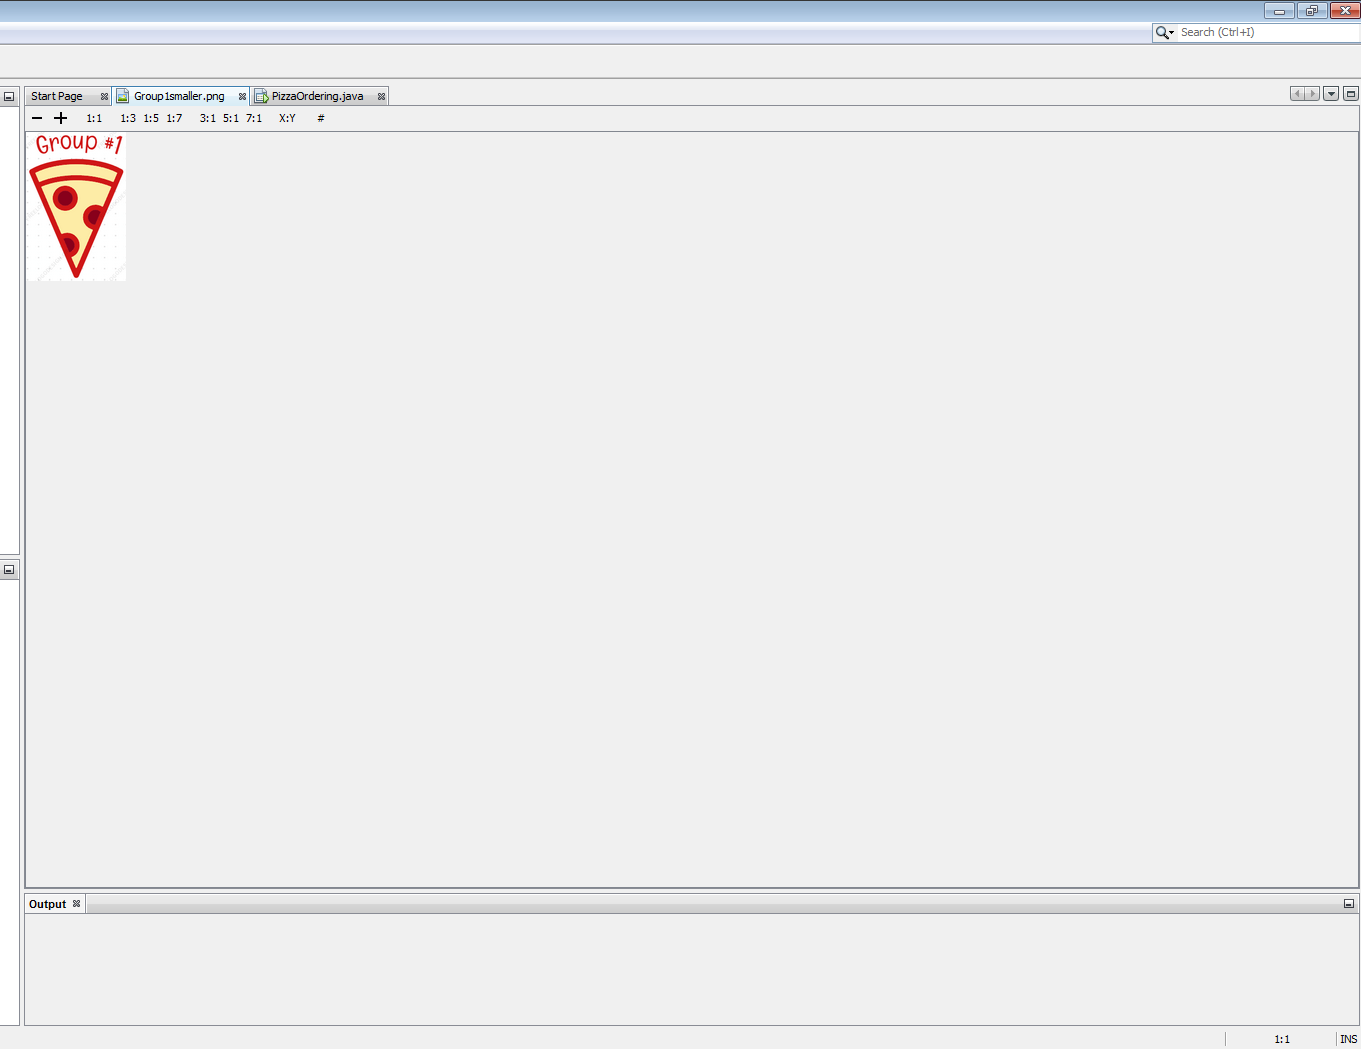 Search (Ctrl+I)
Start Page
Group1smaller.png
PizzaOrdering.java
1:1 1:3 1:5 1:7 3:1 5:1 7:1 X:Y #
Group #1
Output
1:1
INS